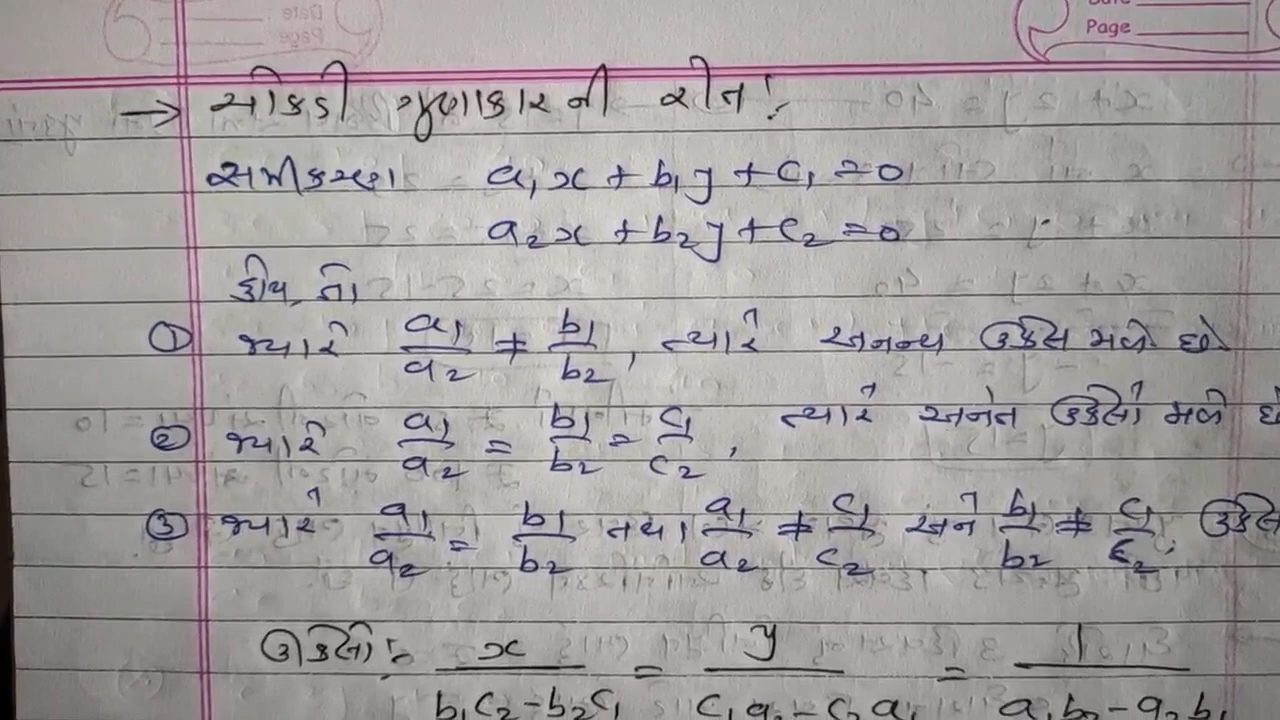 Date
Page
→ ચોકડી ગુણાકાર ની રીત :
સમીકરણ a₁x + b₁y + c₁ = 0
a₂x + b₂y + c₂ = 0
હોય, તો
① જ્યારે a₁/a₂ ≠ b₁/b₂, ત્યારે અનન્ય ઉકેલ મળે છે
② જ્યારે a₁/a₂ = b₁/b₂ = c₁/c₂, ત્યારે અનંત ઉકેલો મળે છે
③ જ્યારે a₁/a₂ = b₁/b₂ તથા a₁/a₂ ≠ c₁/c₂ અને b₁/b₂ ≠ c₁/c₂, ઉકેલ
ઉકેલો :- x/(b₁c₂-b₂c₁) = y/(c₁a₂-c₂a₁) = 1/(a₁b₂-a₂b₁)